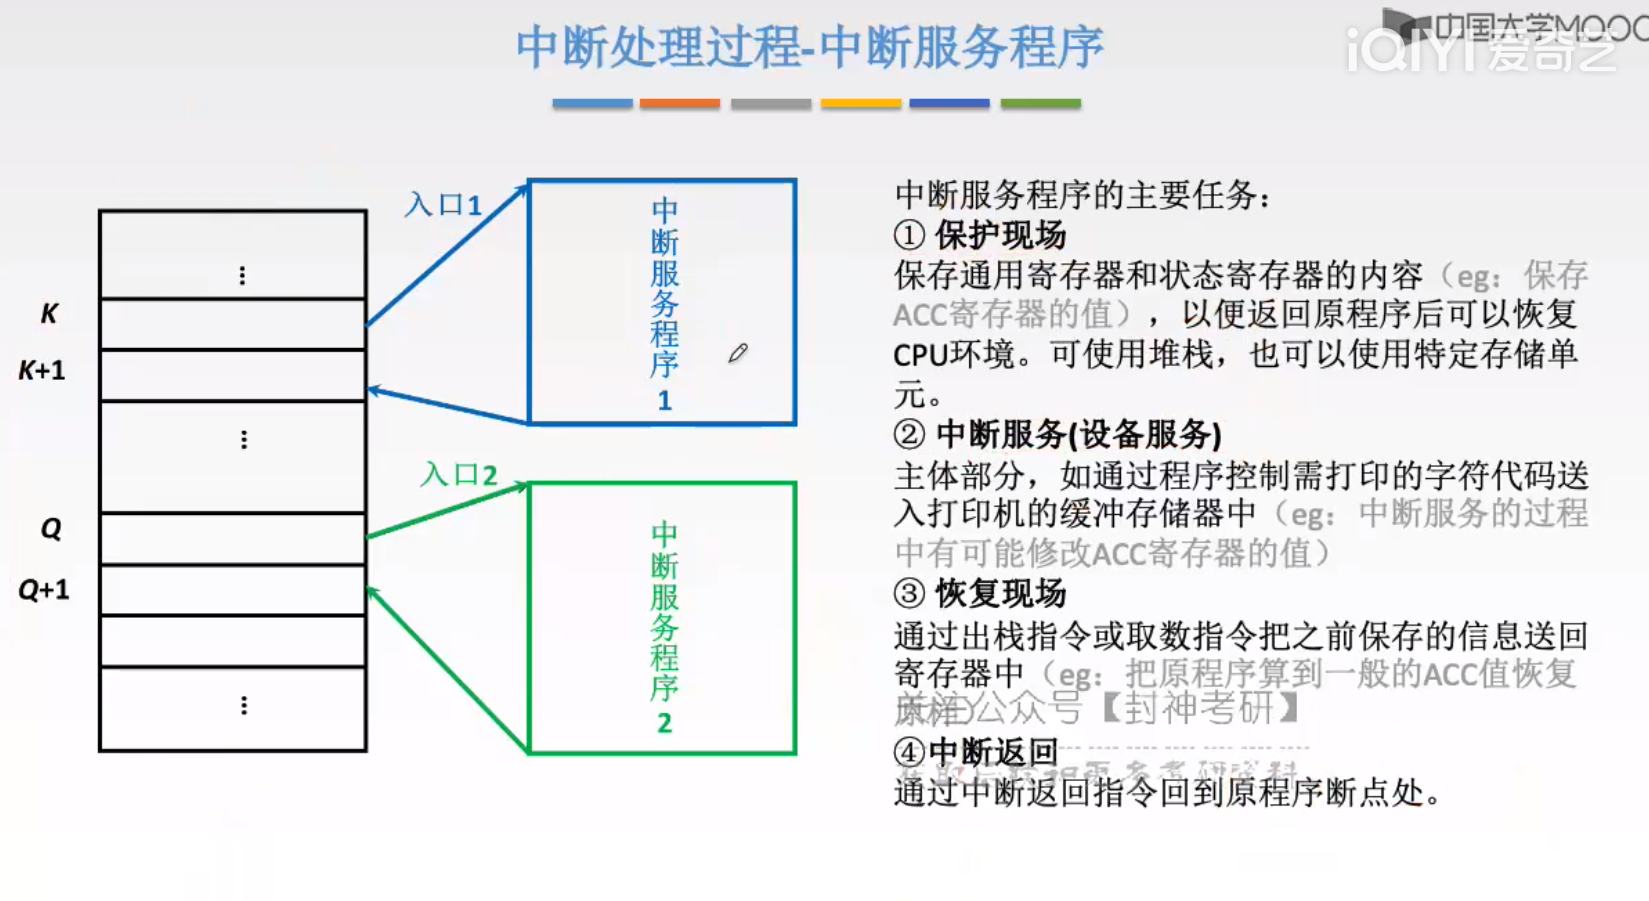 中断处理过程-中断服务程序
中国大学MOOC
iQIYI 爱奇艺
⋮
K
K+1
⋮
Q
Q+1
⋮
入口1
中断服务程序1
入口2
中断服务程序2
中断服务程序的主要任务：
① 保护现场
保存通用寄存器和状态寄存器的内容（eg：保存
ACC寄存器的值），以便返回原程序后可以恢复
CPU环境。可使用堆栈，也可以使用特定存储单
元。
② 中断服务(设备服务)
主体部分，如通过程序控制需打印的字符代码送
入打印机的缓冲存储器中（eg：中断服务的过程
中有可能修改ACC寄存器的值）
③ 恢复现场
通过出栈指令或取数指令把之前保存的信息送回
寄存器中（eg：把原程序算到一般的ACC值恢复
原样）
关注公众号【封神考研】
④中断返回
通过中断返回指令回到原程序断点处。